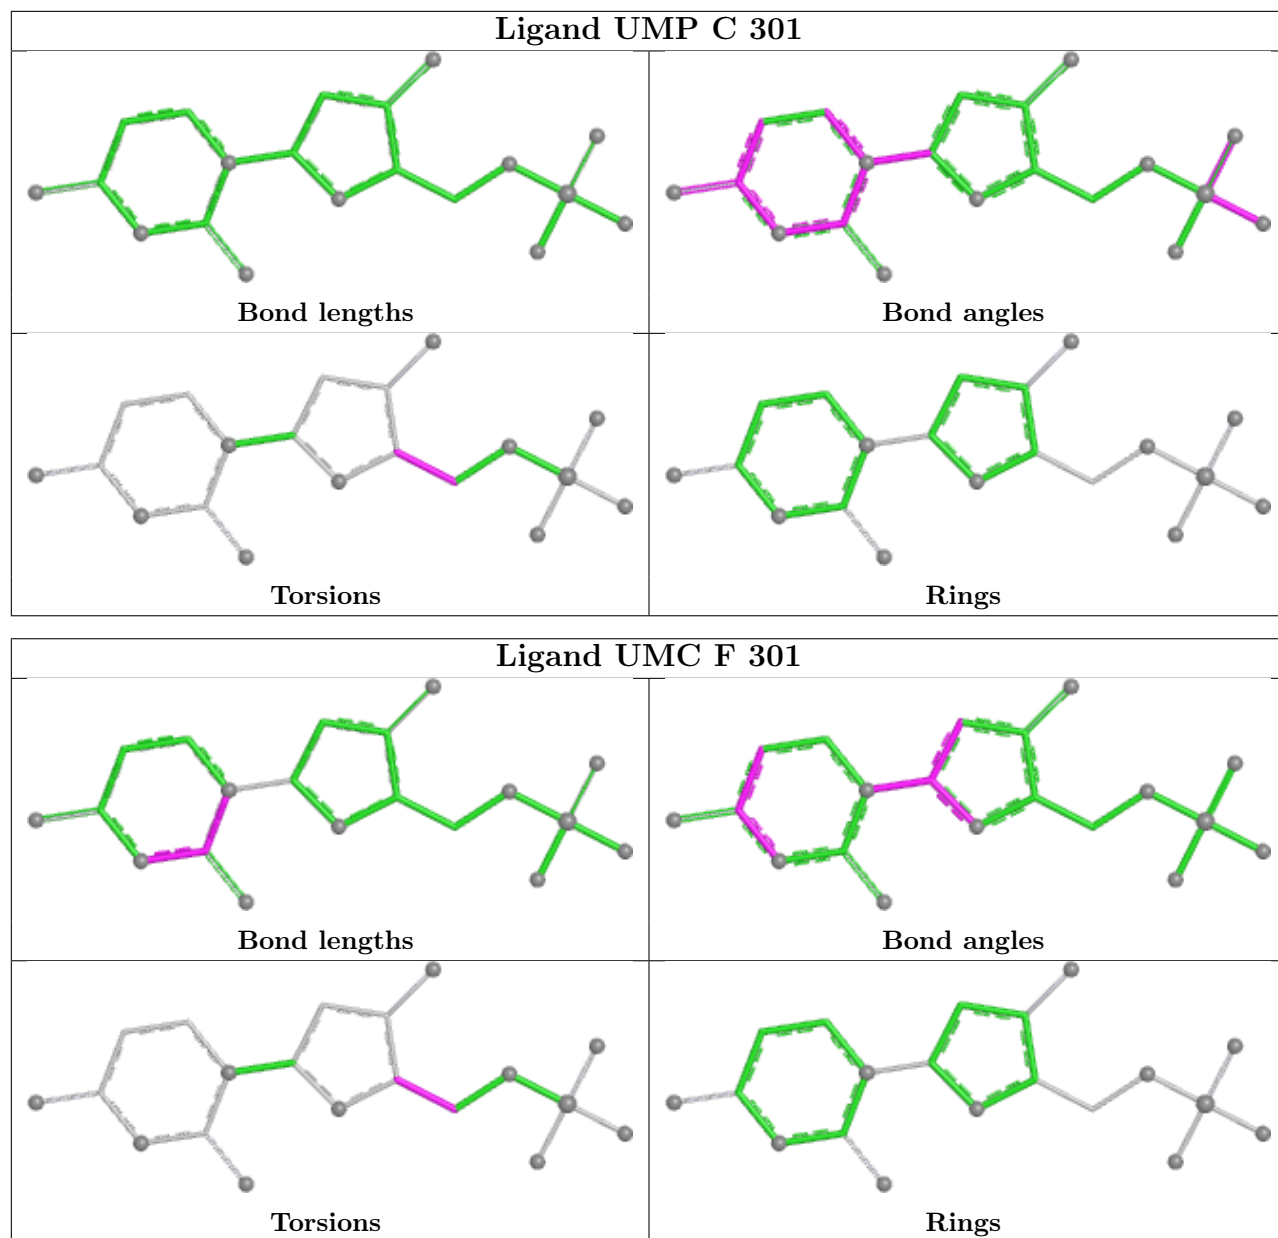 Ligand UMP C 301
Bond lengths
Bond angles
Torsions
Rings
Ligand UMC F 301
Bond lengths
Bond angles
Torsions
Rings